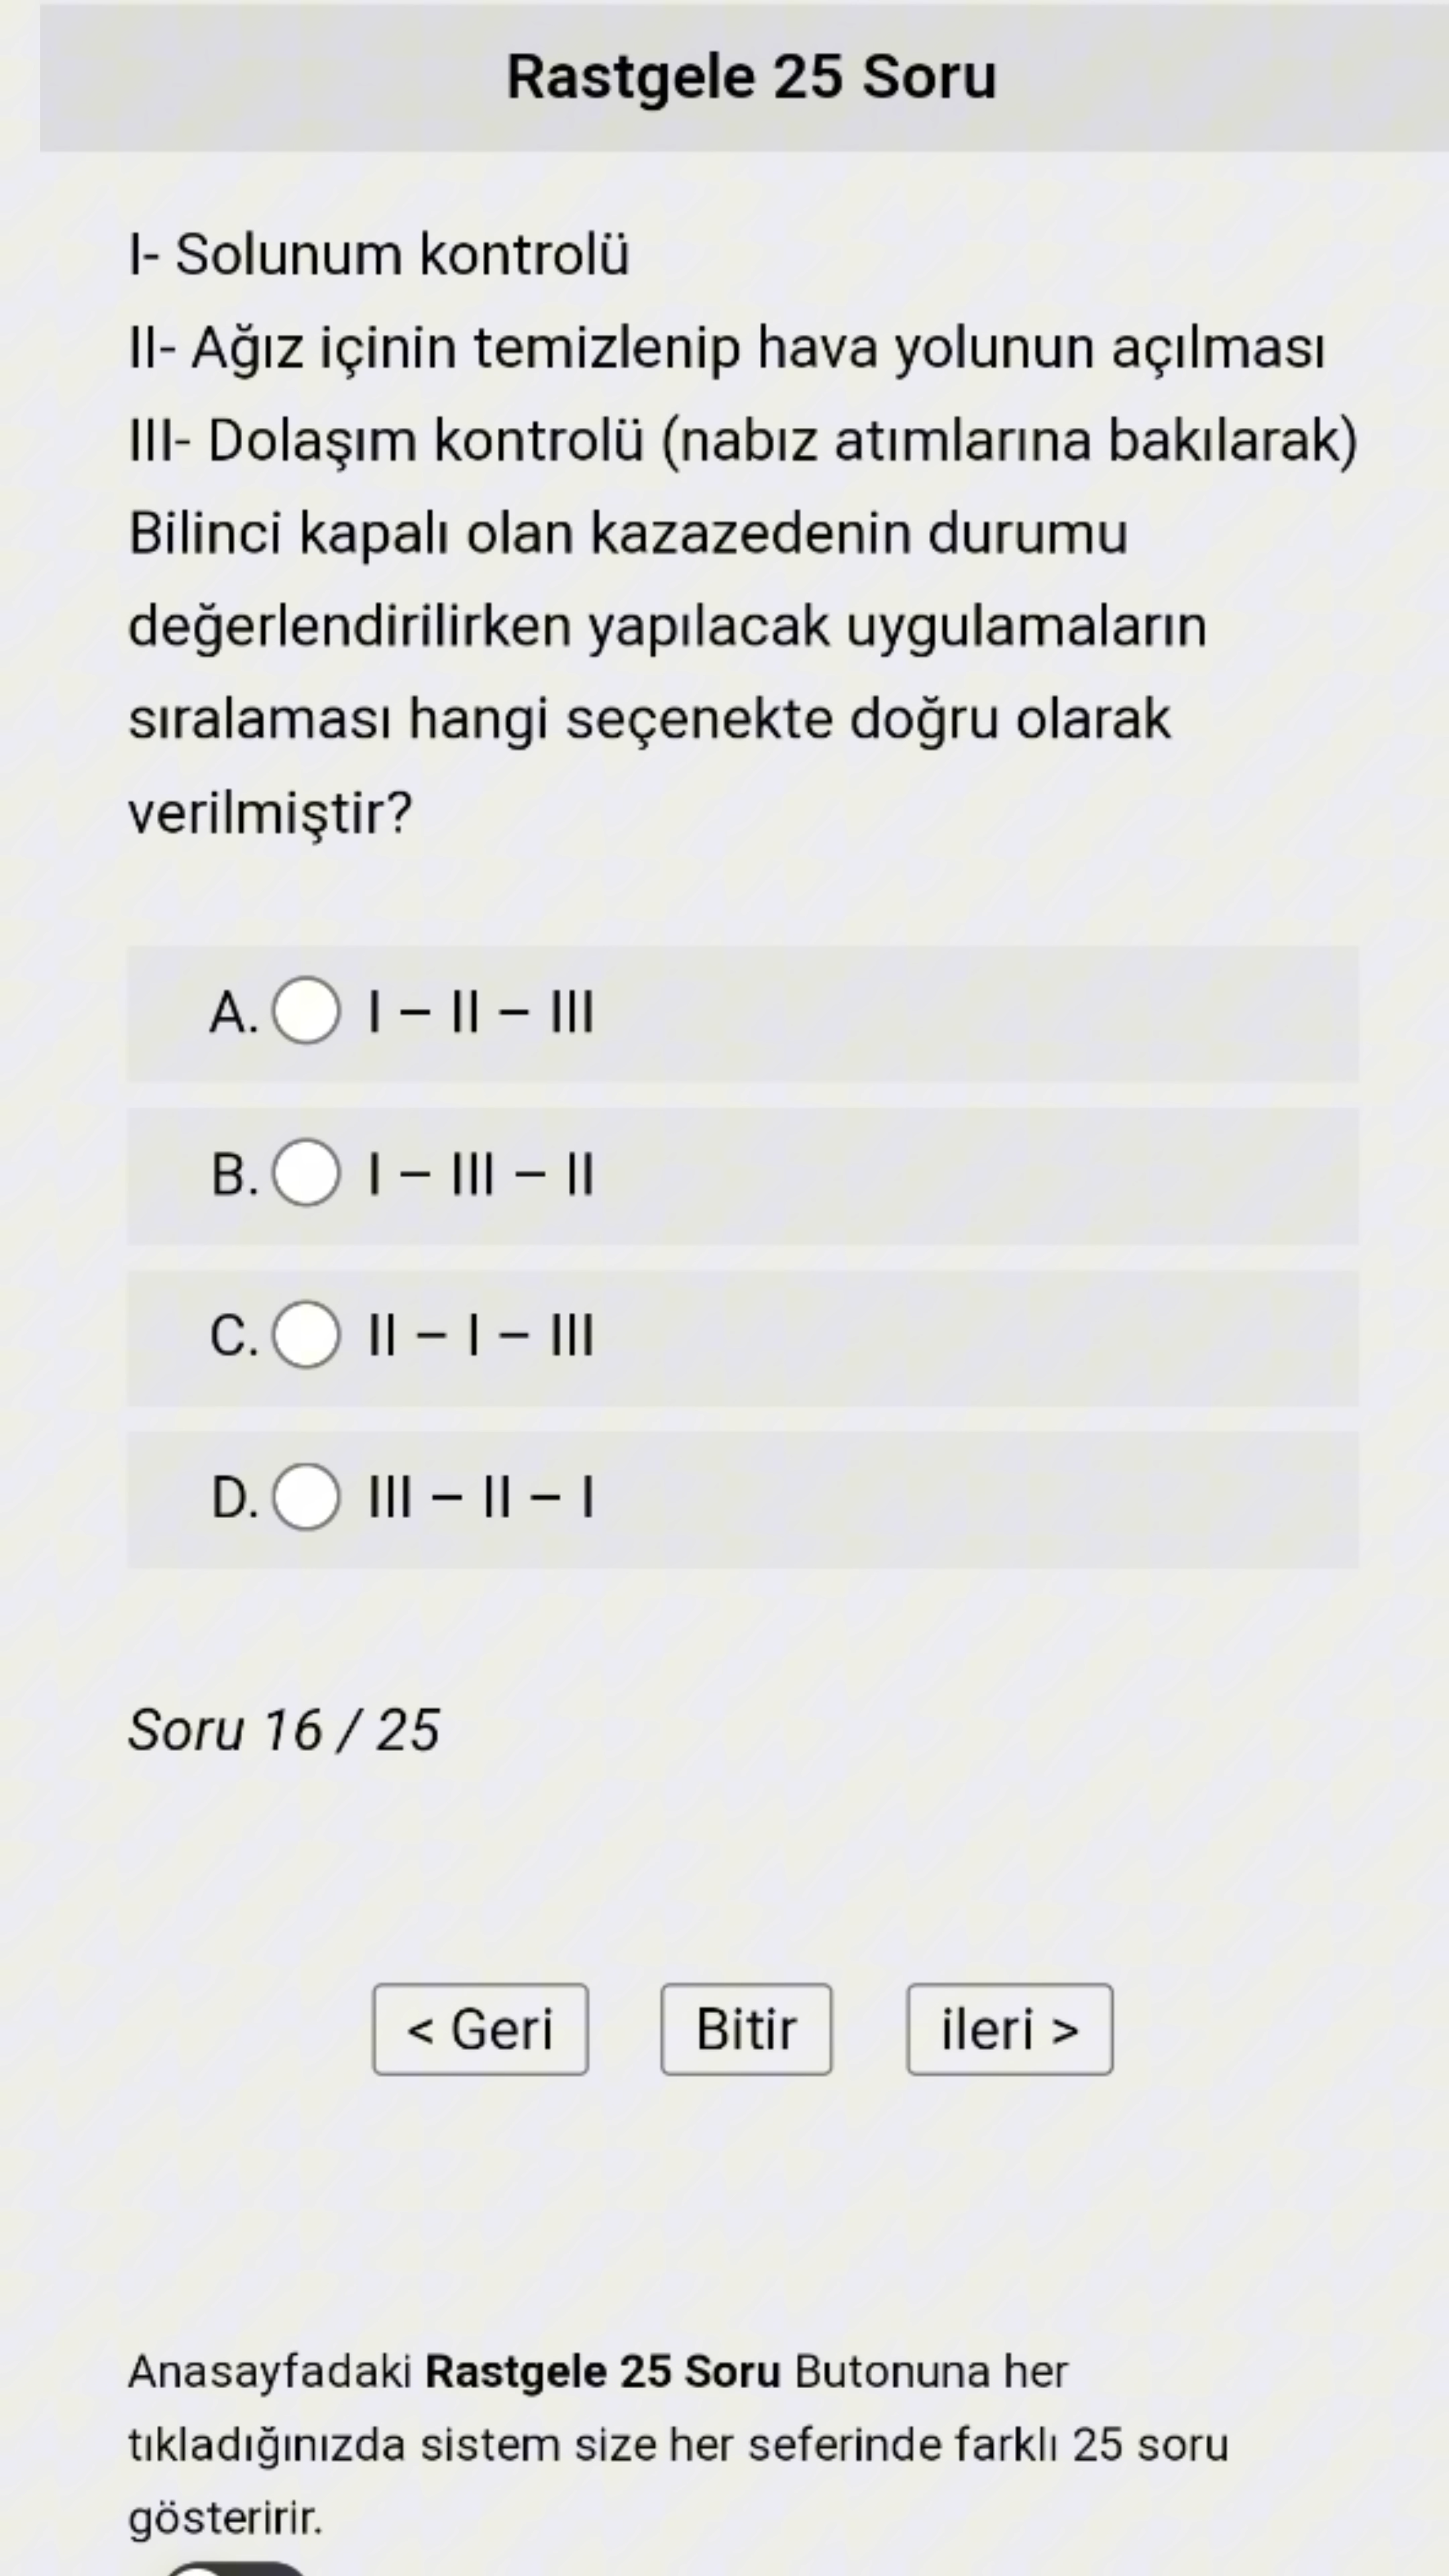 Rastgele 25 Soru
I- Solunum kontrolü
II- Ağız içinin temizlenip hava yolunun açılması
III- Dolaşım kontrolü (nabız atımlarına bakılarak)
Bilinci kapalı olan kazazedenin durumu
değerlendirilirken yapılacak uygulamaların
sıralaması hangi seçenekte doğru olarak
verilmiştir?
A. I – II – III
B. I – III – II
C. II – I – III
D. III – II – I
Soru 16 / 25
< Geri Bitir ileri >
Anasayfadaki Rastgele 25 Soru Butonuna her
tıkladığınızda sistem size her seferinde farklı 25 soru
gösteririr.